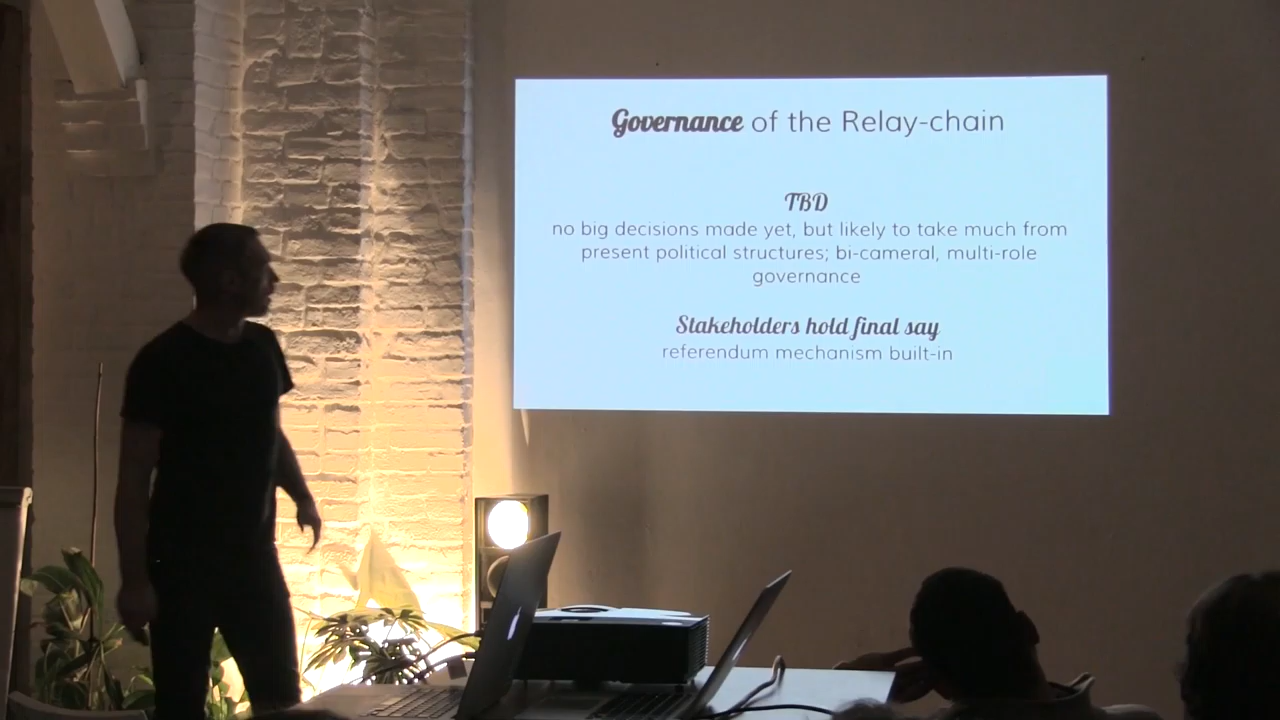 Governance of the Relay-chain
TBD
no big decisions made yet, but likely to take much from
present political structures; bi-cameral, multi-role
governance
Stakeholders hold final say
referendum mechanism built-in